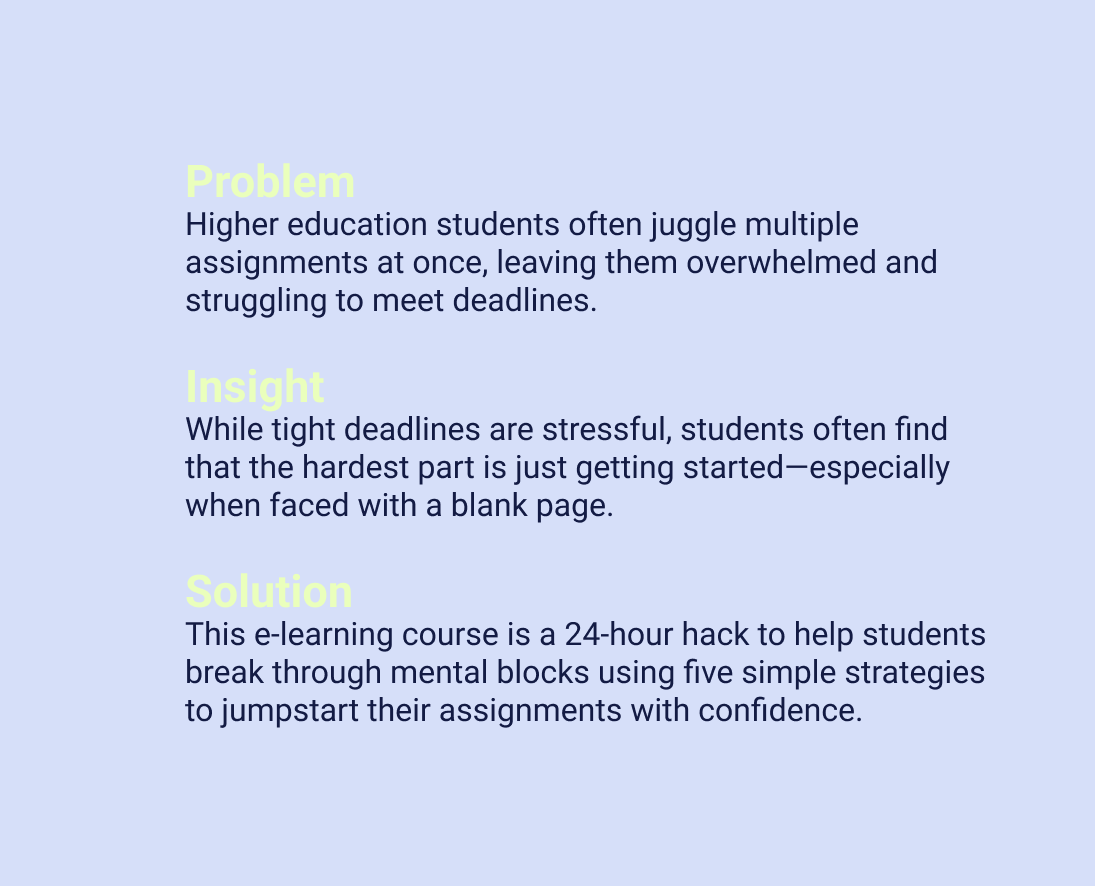 Problem
Higher education students often juggle multiple
assignments at once, leaving them overwhelmed and
struggling to meet deadlines.
Insight
While tight deadlines are stressful, students often find
that the hardest part is just getting started—especially
when faced with a blank page.
Solution
This e-learning course is a 24-hour hack to help students
break through mental blocks using five simple strategies
to jumpstart their assignments with confidence.